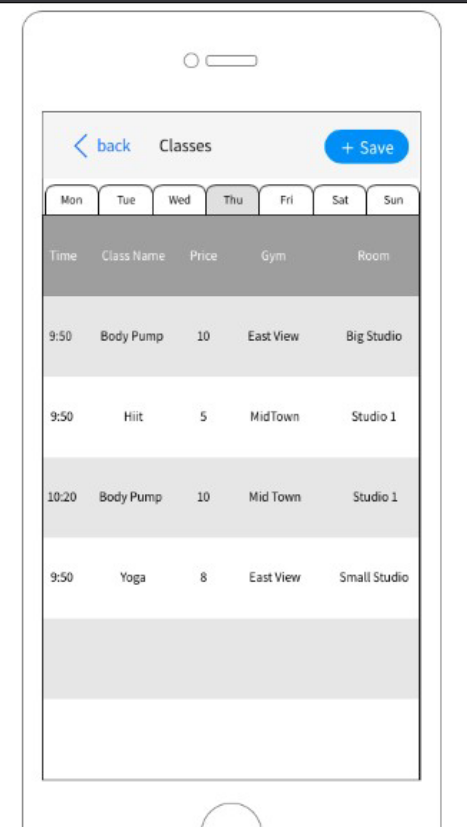 back Classes + Save
Mon Tue Wed Thu Fri Sat Sun
Time Class Name Price Gym Room
9:50 Body Pump 10 East View Big Studio
9:50 Hiit 5 MidTown Studio 1
10:20 Body Pump 10 Mid Town Studio 1
9:50 Yoga 8 East View Small Studio